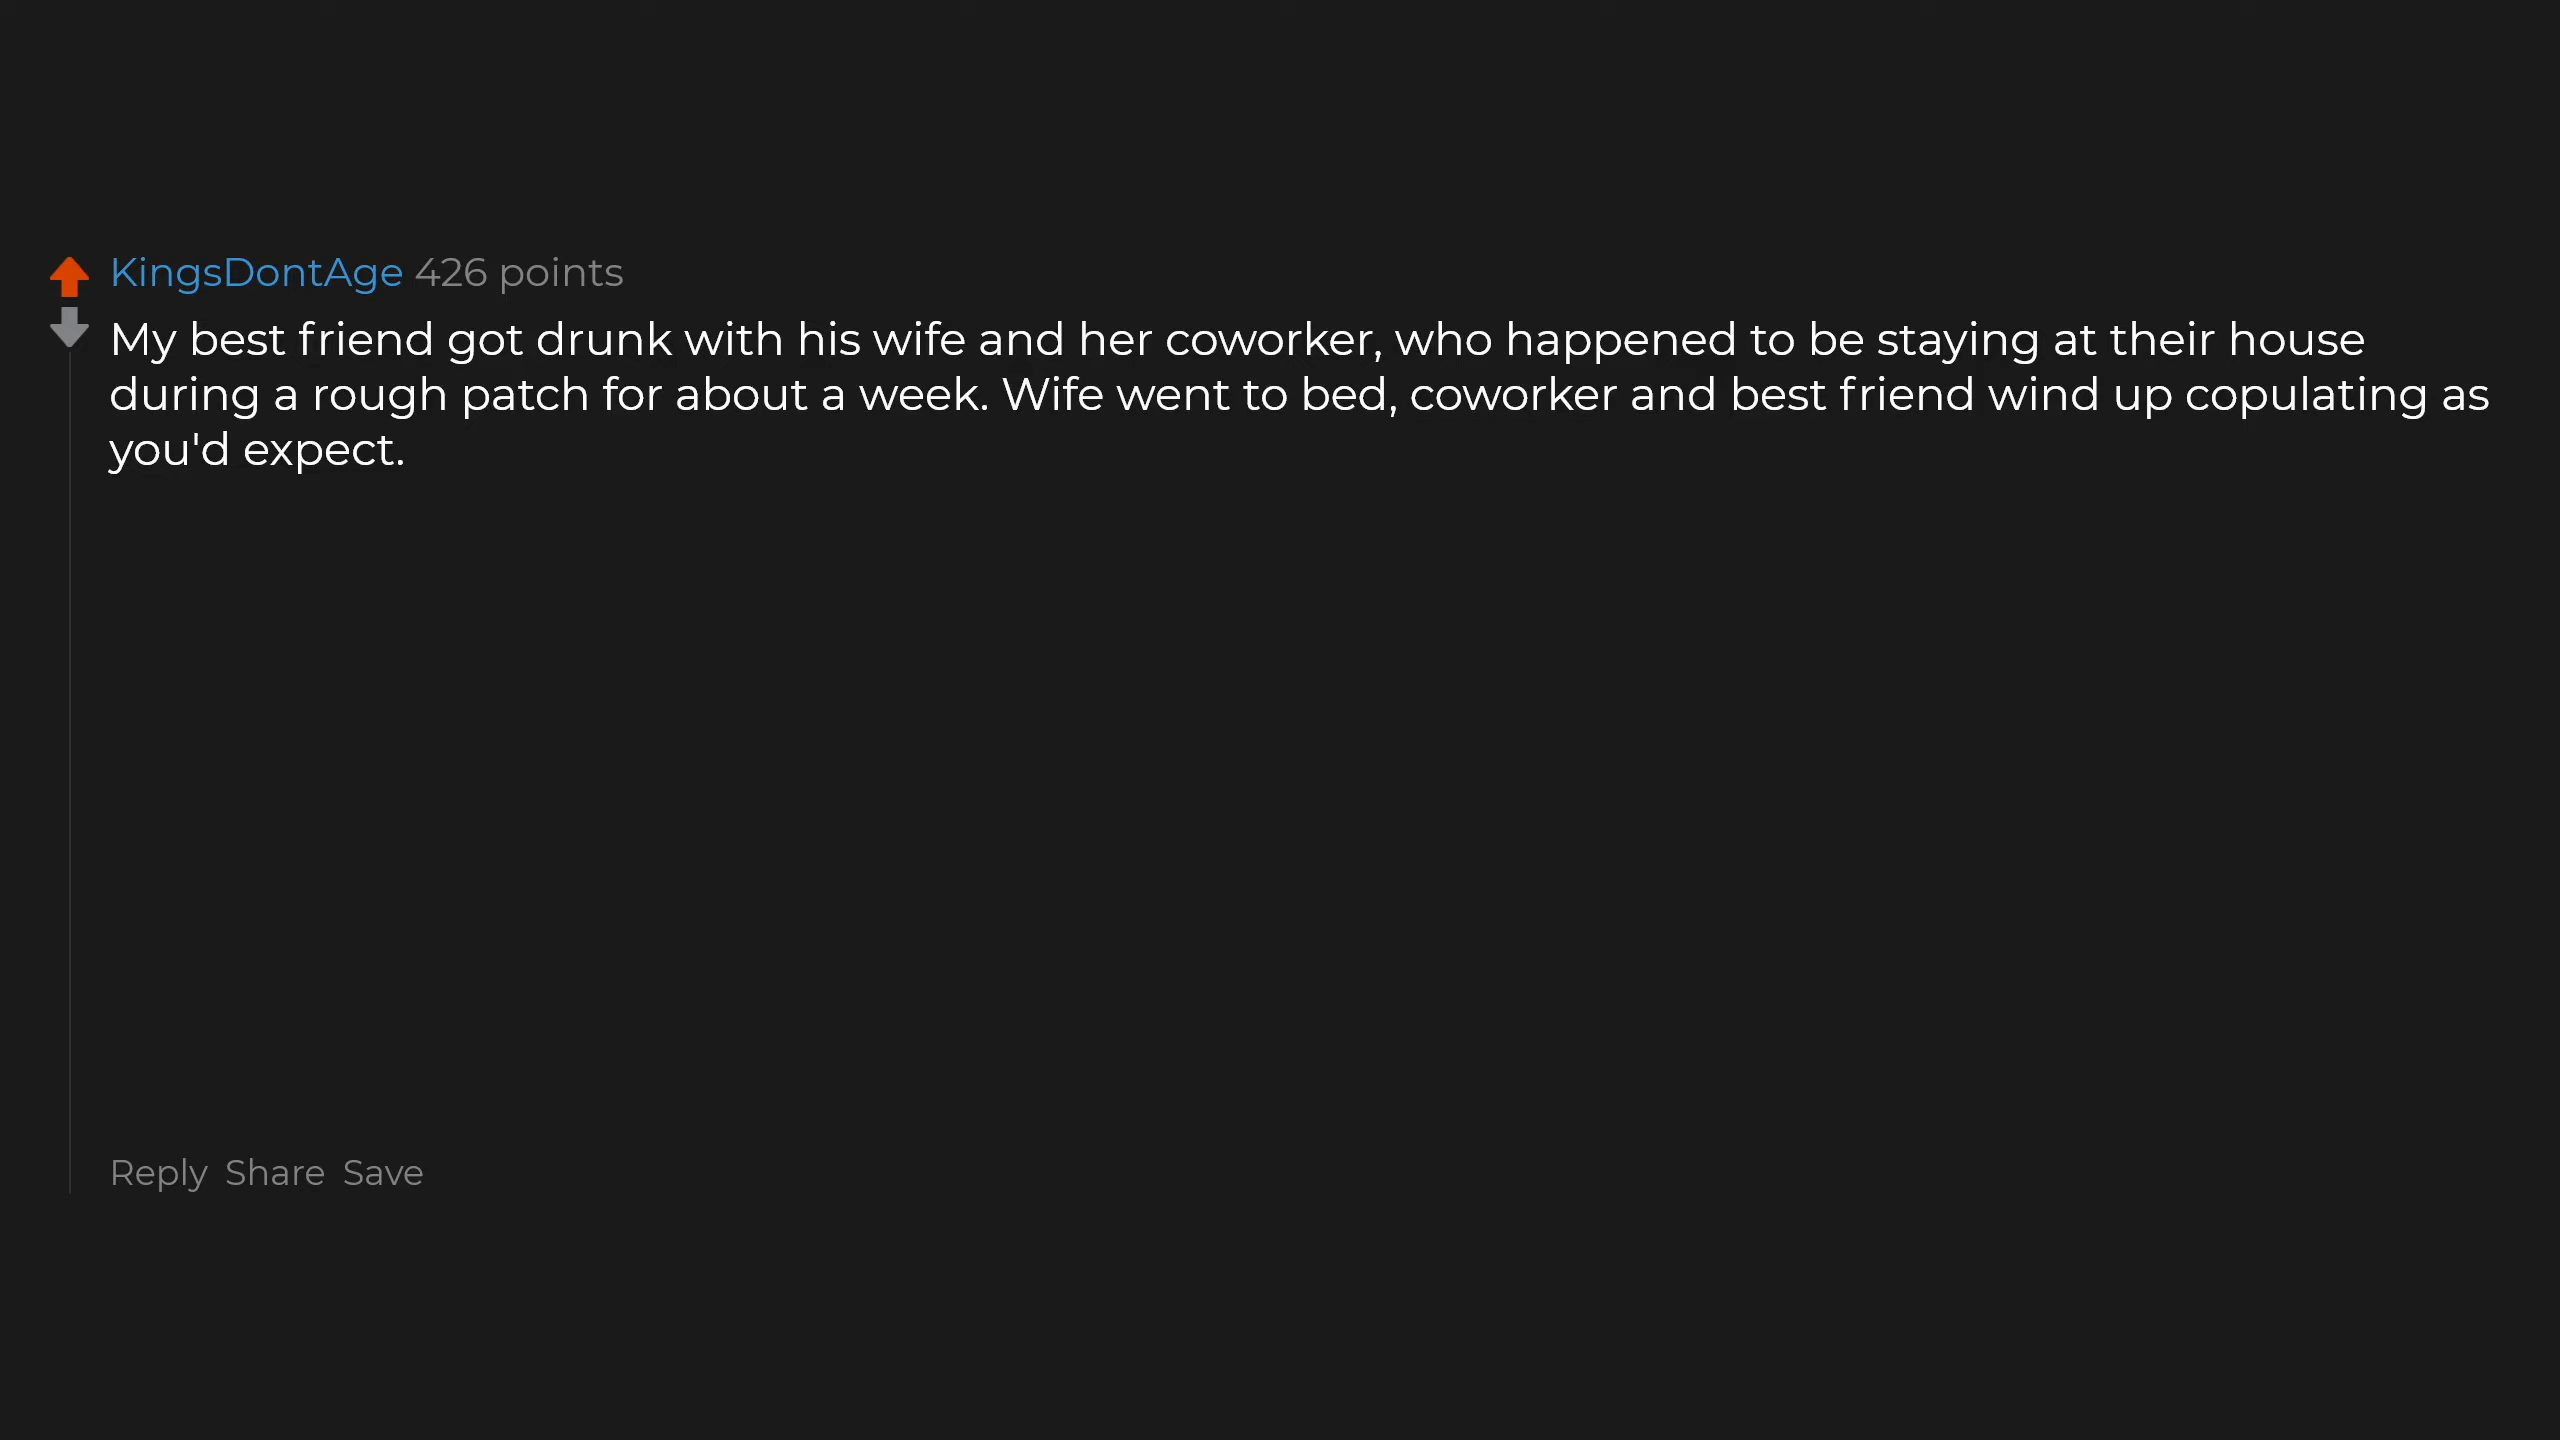 KingsDontAge 426 points
My best friend got drunk with his wife and her coworker, who happened to be staying at their house
during a rough patch for about a week. Wife went to bed, coworker and best friend wind up copulating as
you'd expect.
Reply Share Save